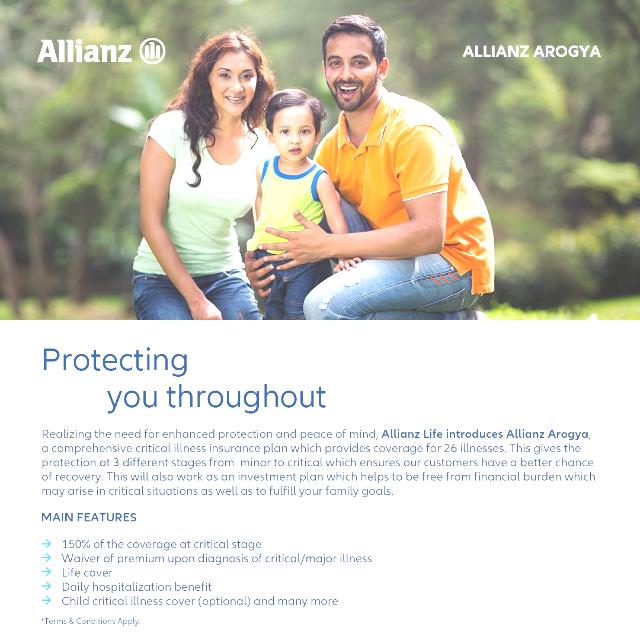 Allianz
ALLIANZ AROGYA
Protecting
you throughout
Realizing the need for enhanced protection and peace of mind, Allianz Life introduces Allianz Arogya,
a comprehensive critical illness insurance plan which provides coverage for 26 illnesses. This gives the
protection at 3 different stages from minor to critical which ensures our customers have a better chance
of recovery. This will also work as an investment plan which helps to be free from financial burden which
may arise in critical situations as well as to fulfill your family goals.
MAIN FEATURES
→ 150% of the coverage at critical stage
→ Waiver of premium upon diagnosis of critical/major illness
→ Life cover
→ Daily hospitalization benefit
→ Child critical illness cover (optional) and many more
*Terms & Conditions Apply.